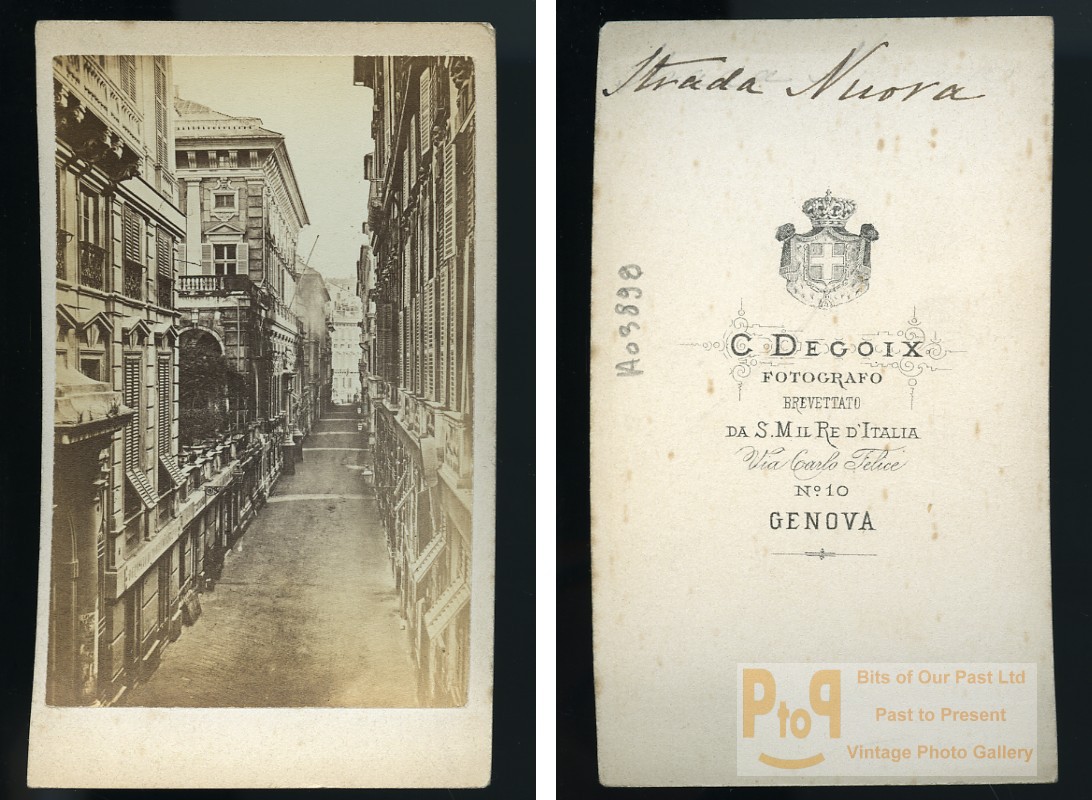 Strada Nuova
Ao3898
C DEGOIX
FOTOGRAFO
BREVETTATO
DA S. M IL RE D'ITALIA
Via Carlo Felice
Nº 10
GENOVA
PtoP
Bits of Our Past Ltd
Past to Present
Vintage Photo Gallery